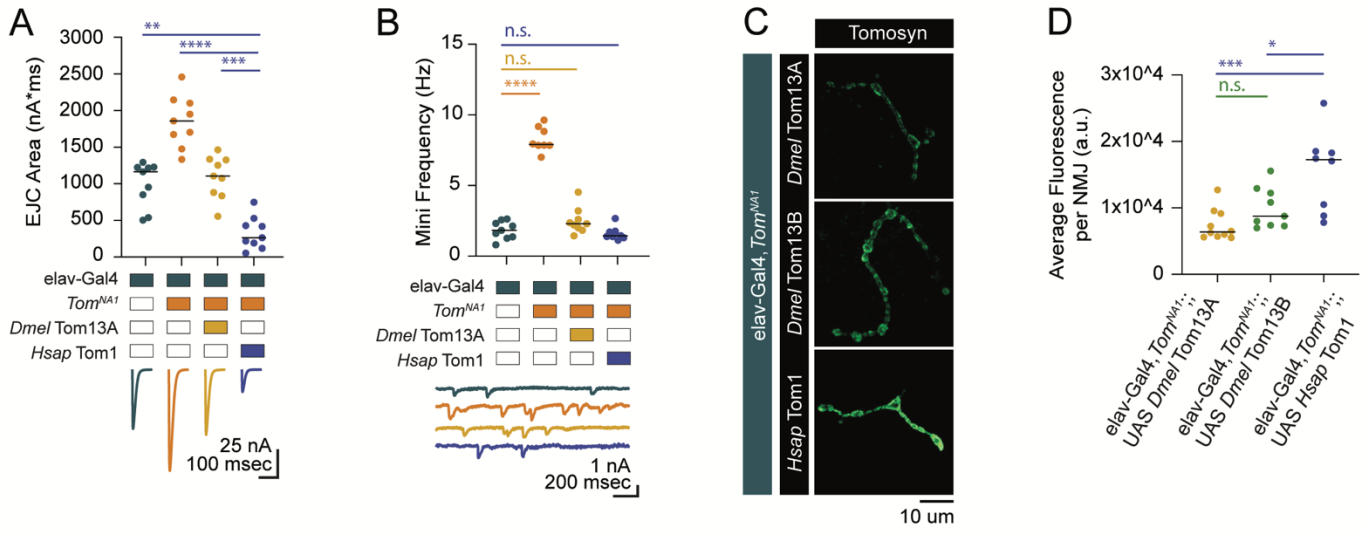 A
EJC Area (nA*ms)
3000
2500
2000
1500
1000
500
0
**
****
***
elav-Gal4
Tom^NA1
Dmel Tom13A
Hsap Tom1
25 nA
100 msec
B
Mini Frequency (Hz)
15
10
5
0
n.s.
n.s.
****
elav-Gal4
Tom^NA1
Dmel Tom13A
Hsap Tom1
1 nA
200 msec
C
Tomosyn
elav-Gal4, Tom^NA1
Dmel Tom13A
Dmel Tom13B
Hsap Tom1
10 um
D
Average Fluorescence
per NMJ (a.u.)
3x10^4
2x10^4
1x10^4
0
*
***
n.s.
elav-Gal4, Tom^NA1;;
UAS Dmel Tom13A
elav-Gal4, Tom^NA1;;
UAS Dmel Tom13B
elav-Gal4, Tom^NA1;;
UAS Hsap Tom1